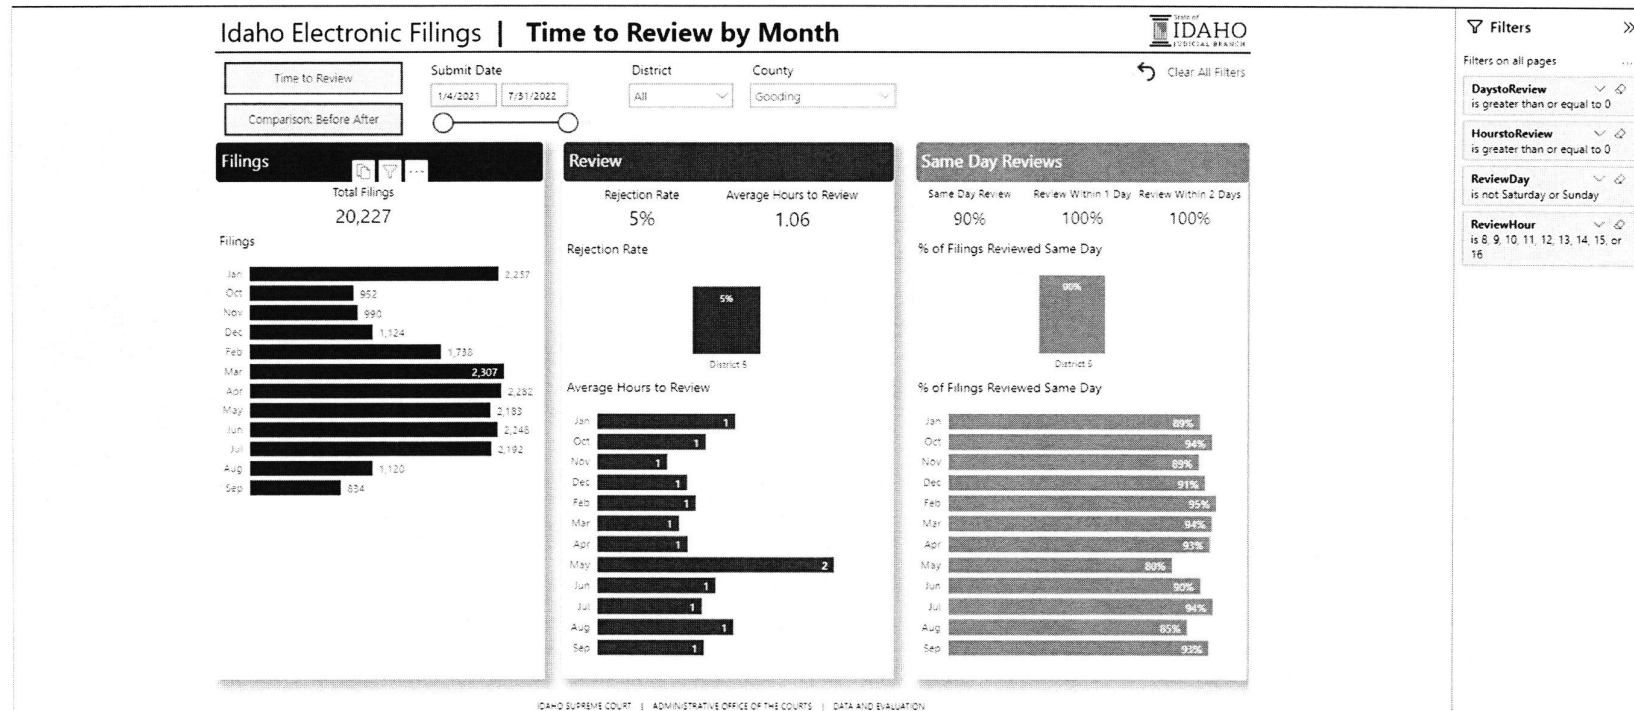 Idaho Electronic Filings | Time to Review by Month
State of
IDAHO
JUDICIAL BRANCH
Time to Review
Comparison: Before After
Submit Date
1/4/2021 7/31/2022
District
All
County
Gooding
Clear All Filters
Filings
Total Filings
20,227
Filings
Jan 2,257
Oct 952
Nov 990
Dec 1,124
Feb 1,738
Mar 2,307
Apr 2,282
May 2,183
Jun 2,248
Jul 2,192
Aug 1,120
Sep 834
Review
Rejection Rate Average Hours to Review
5% 1.06
Rejection Rate
5%
District 5
Average Hours to Review
Jan 1
Oct 1
Nov 1
Dec 1
Feb 1
Mar 1
Apr 1
May 2
Jun 1
Jul 1
Aug 1
Sep 1
Same Day Reviews
Same Day Review Review Within 1 Day Review Within 2 Days
90% 100% 100%
% of Filings Reviewed Same Day
90%
District 5
% of Filings Reviewed Same Day
Jan 89%
Oct 94%
Nov 89%
Dec 91%
Feb 95%
Mar 94%
Apr 93%
May 80%
Jun 90%
Jul 94%
Aug 85%
Sep 93%
IDAHO SUPREME COURT | ADMINISTRATIVE OFFICE OF THE COURTS | DATA AND EVALUATION
Filters
Filters on all pages
DaystoReview
is greater than or equal to 0
HourstoReview
is greater than or equal to 0
ReviewDay
is not Saturday or Sunday
ReviewHour
is 8, 9, 10, 11, 12, 13, 14, 15, or
16